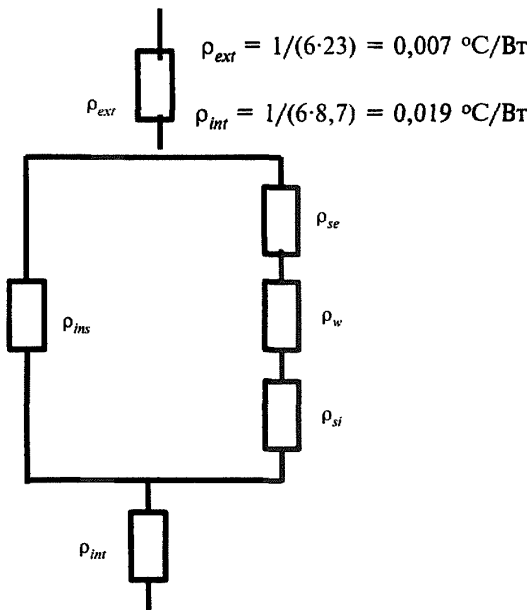 ρext = 1/(6·23) = 0,007 °C/Вт
ρext
ρint = 1/(6·8,7) = 0,019 °C/Вт
ρse
ρins
ρw
ρsi
ρint